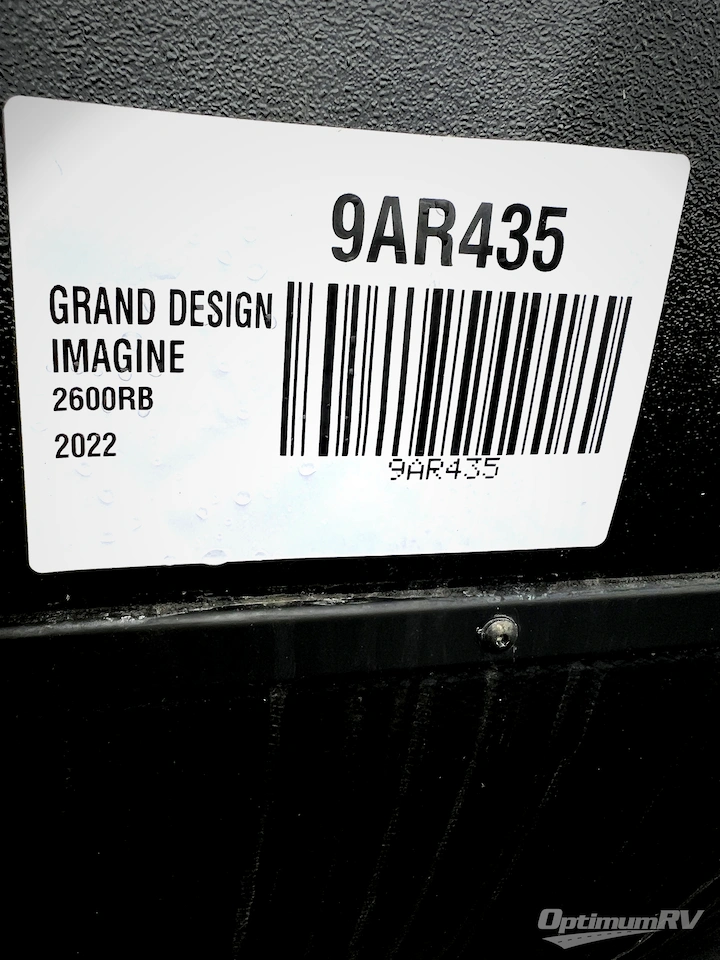 9AR435
GRAND DESIGN
IMAGINE
2600RB
2022
9AR435
OptimumRV